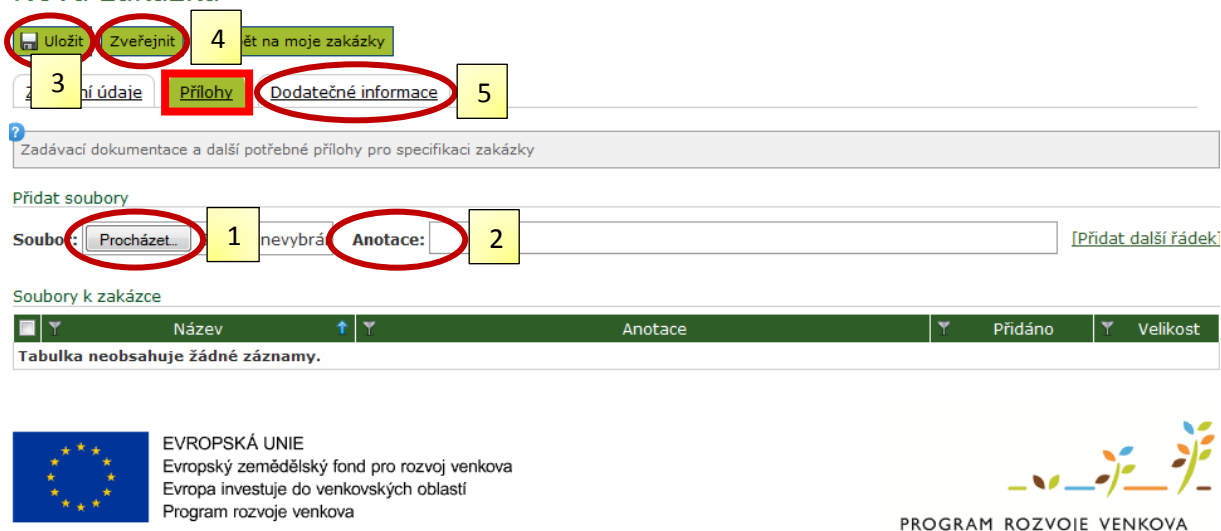 Uložit Zveřejnit 4 ět na moje zakázky
3 ní údaje Přílohy Dodatečné informace 5
?
Zadávací dokumentace a další potřebné přílohy pro specifikaci zakázky
Přidat soubory
Soubor: Procházet... 1 nevybrán Anotace: 2 [Přidat další řádek]
Soubory k zakázce
Název Anotace Přidáno Velikost
Tabulka neobsahuje žádné záznamy.
EVROPSKÁ UNIE
Evropský zemědělský fond pro rozvoj venkova
Evropa investuje do venkovských oblastí
Program rozvoje venkova
PROGRAM ROZVOJE VENKOVA